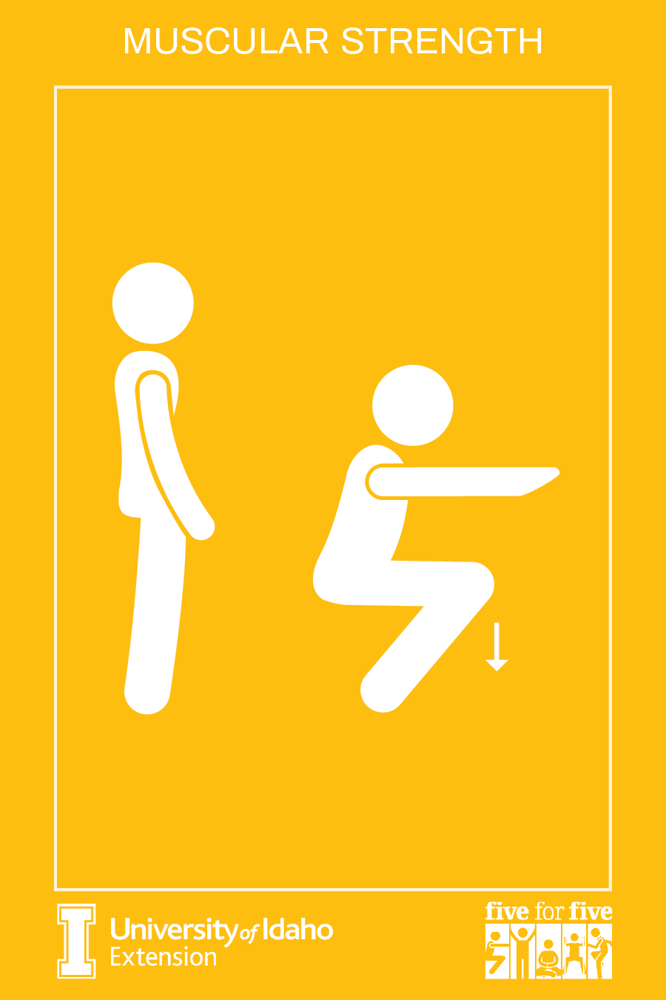 MUSCULAR STRENGTH
University of Idaho
Extension
five for five